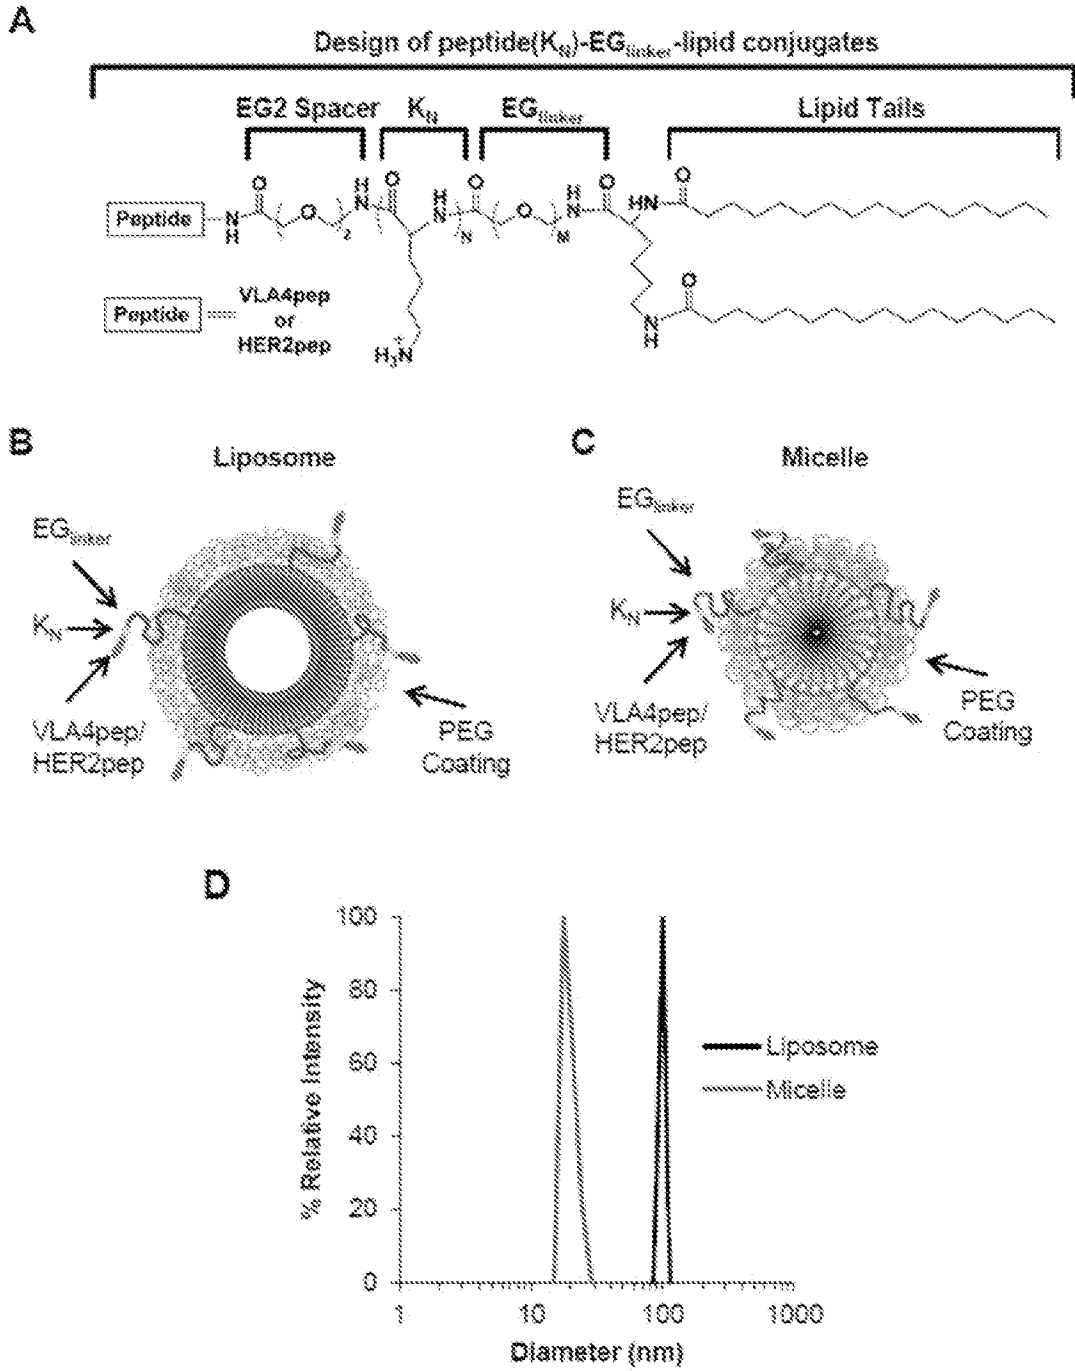 A
Design of peptide(KN)-EGlinker-lipid conjugates
EG2 Spacer KN EGlinker Lipid Tails
O H O H O H O HN O
Peptide N H O 2 N N N O M N
Peptide VLA4pep
or
HER2pep
H3N+
O
N
H
B
Liposome
EGlinker
KN
VLA4pep/
HER2pep
PEG
Coating
C
Micelle
EGlinker
KN
VLA4pep/
HER2pep
PEG
Coating
D
100
80
60
40
20
0
% Relative Intensity
1 10 100 1000
Diameter (nm)
Liposome
Micelle